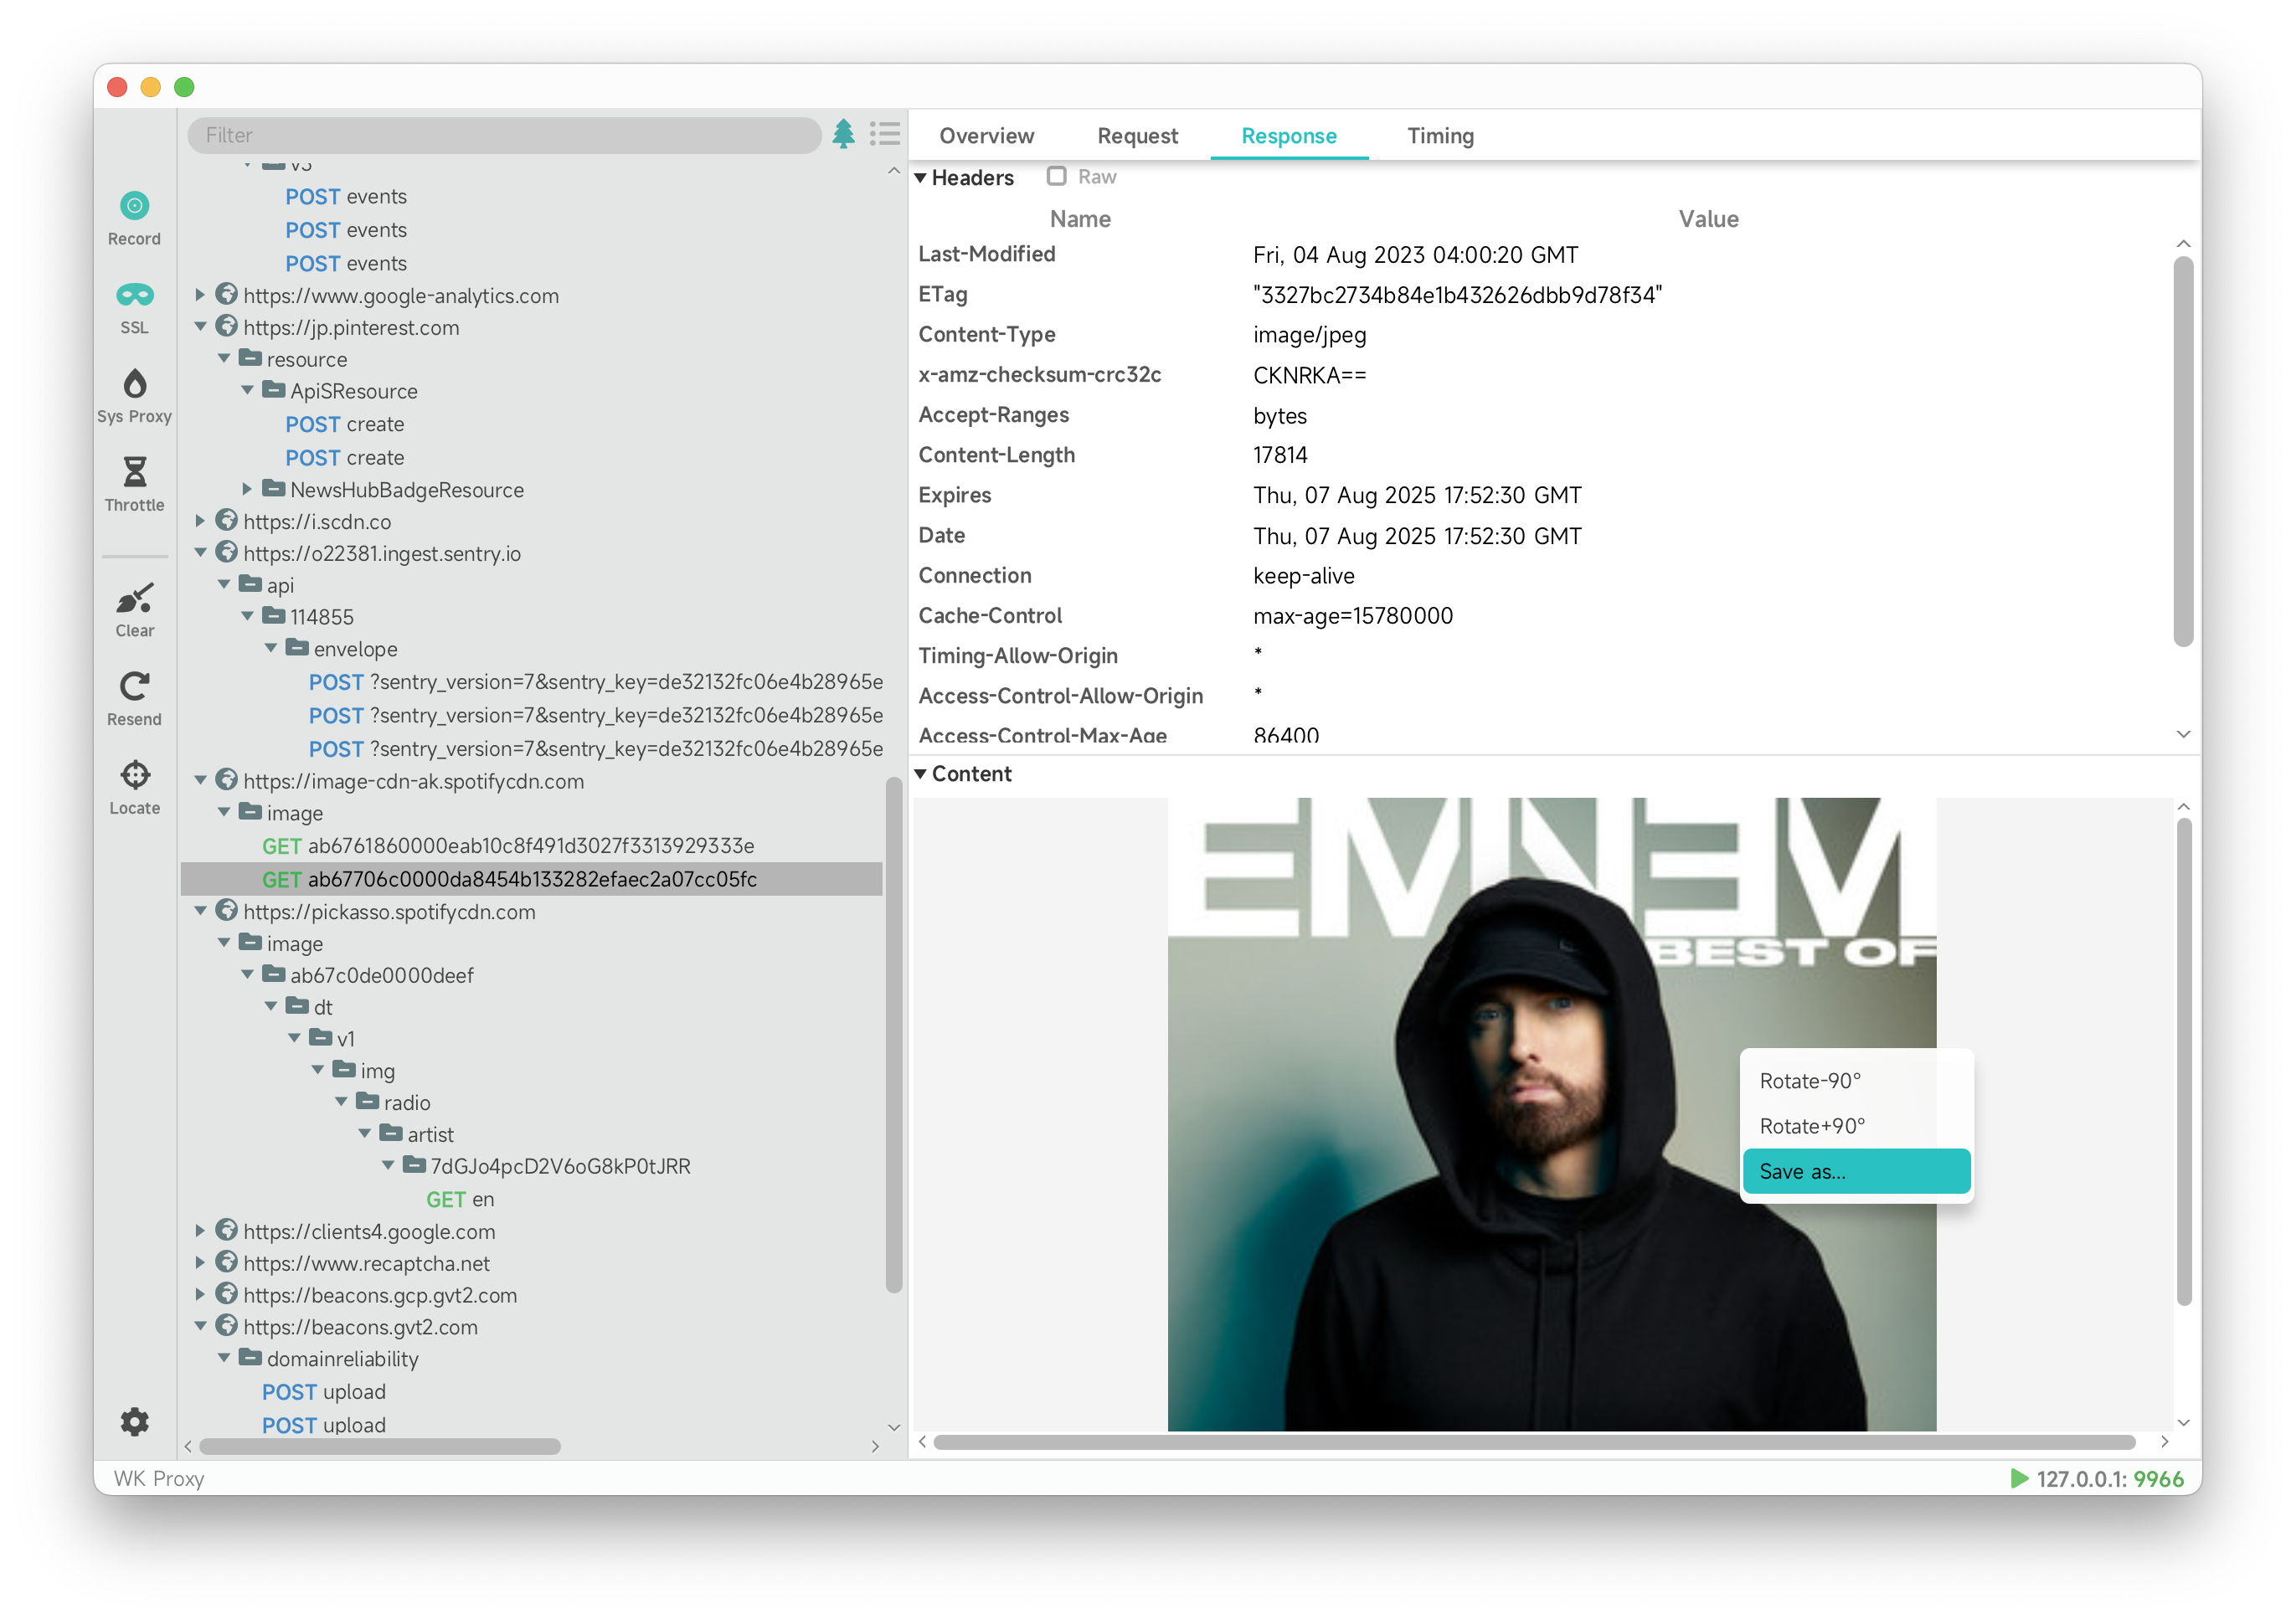 Filter
Overview Request Response Timing
Record
SSL
Sys Proxy
Throttle
Clear
Resend
Locate
v3
POST events
POST events
POST events
https://www.google-analytics.com
https://jp.pinterest.com
resource
ApiSResource
POST create
POST create
NewsHubBadgeResource
https://i.scdn.co
https://o22381.ingest.sentry.io
api
114855
envelope
POST ?sentry_version=7&sentry_key=de32132fc06e4b28965e
POST ?sentry_version=7&sentry_key=de32132fc06e4b28965e
POST ?sentry_version=7&sentry_key=de32132fc06e4b28965e
https://image-cdn-ak.spotifycdn.com
image
GET ab6761860000eab10c8f491d3027f3313929333e
GET ab67706c0000da8454b133282efaec2a07cc05fc
https://pickasso.spotifycdn.com
image
ab67c0de0000deef
dt
v1
img
radio
artist
7dGJo4pcD2V6oG8kP0tJRR
GET en
https://clients4.google.com
https://www.recaptcha.net
https://beacons.gcp.gvt2.com
https://beacons.gvt2.com
domainreliability
POST upload
POST upload
Headers Raw
Name Value
Last-Modified Fri, 04 Aug 2023 04:00:20 GMT
ETag "3327bc2734b84e1b432626dbb9d78f34"
Content-Type image/jpeg
x-amz-checksum-crc32c CKNRKA==
Accept-Ranges bytes
Content-Length 17814
Expires Thu, 07 Aug 2025 17:52:30 GMT
Date Thu, 07 Aug 2025 17:52:30 GMT
Connection keep-alive
Cache-Control max-age=15780000
Timing-Allow-Origin *
Access-Control-Allow-Origin *
Access-Control-Max-Age 86400
Content
EMINEM
BEST OF
Rotate-90°
Rotate+90°
Save as...
WK Proxy
127.0.0.1: 9966